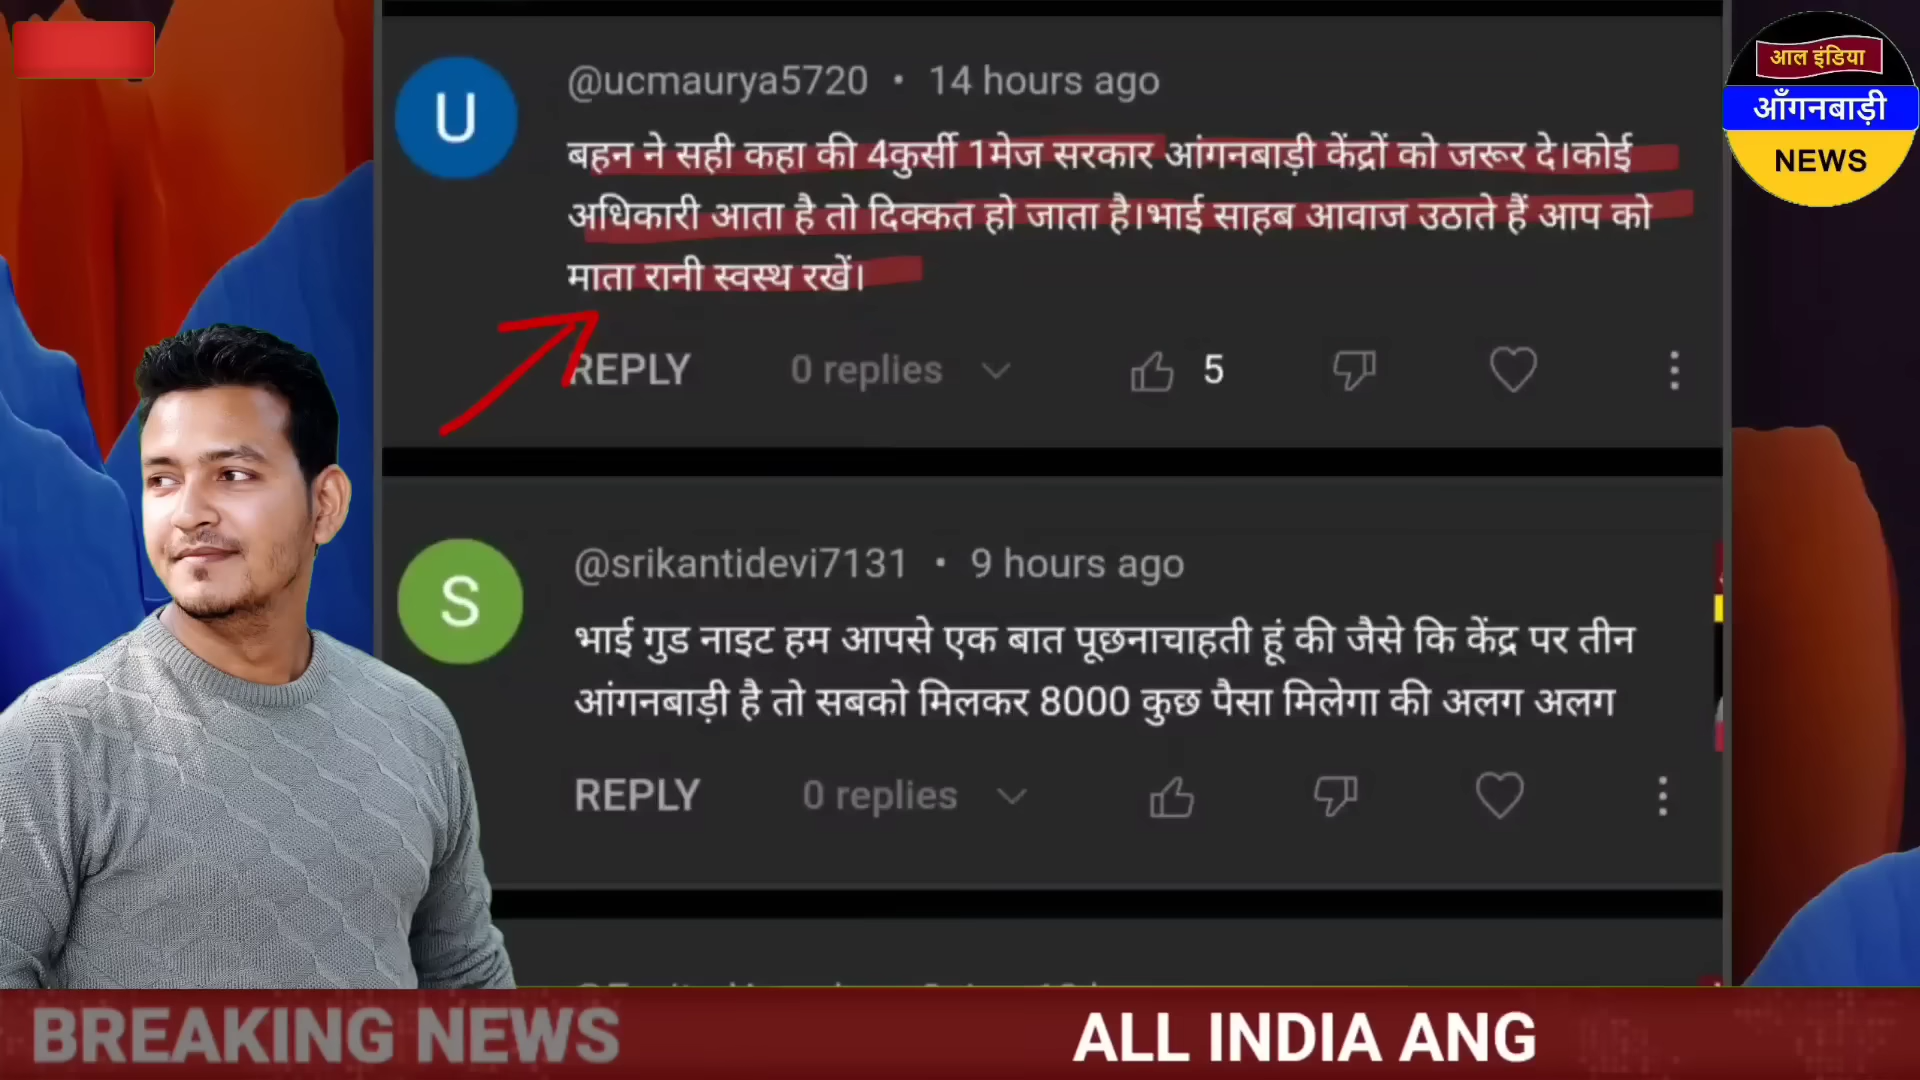 आल इंडिया
आँगनबाड़ी
NEWS
U
@ucmaurya5720 • 14 hours ago
बहन ने सही कहा की 4कुर्सी 1मेज सरकार आंगनबाड़ी केंद्रों को जरूर दे।कोई
अधिकारी आता है तो दिक्कत हो जाता है।भाई साहब आवाज उठाते हैं आप को
माता रानी स्वस्थ रखें।
REPLY 0 replies 5
S
@srikantidevi7131 • 9 hours ago
भाई गुड नाइट हम आपसे एक बात पूछनाचाहती हूं की जैसे कि केंद्र पर तीन
आंगनबाड़ी है तो सबको मिलकर 8000 कुछ पैसा मिलेगा की अलग अलग
REPLY 0 replies
BREAKING NEWS ALL INDIA ANG